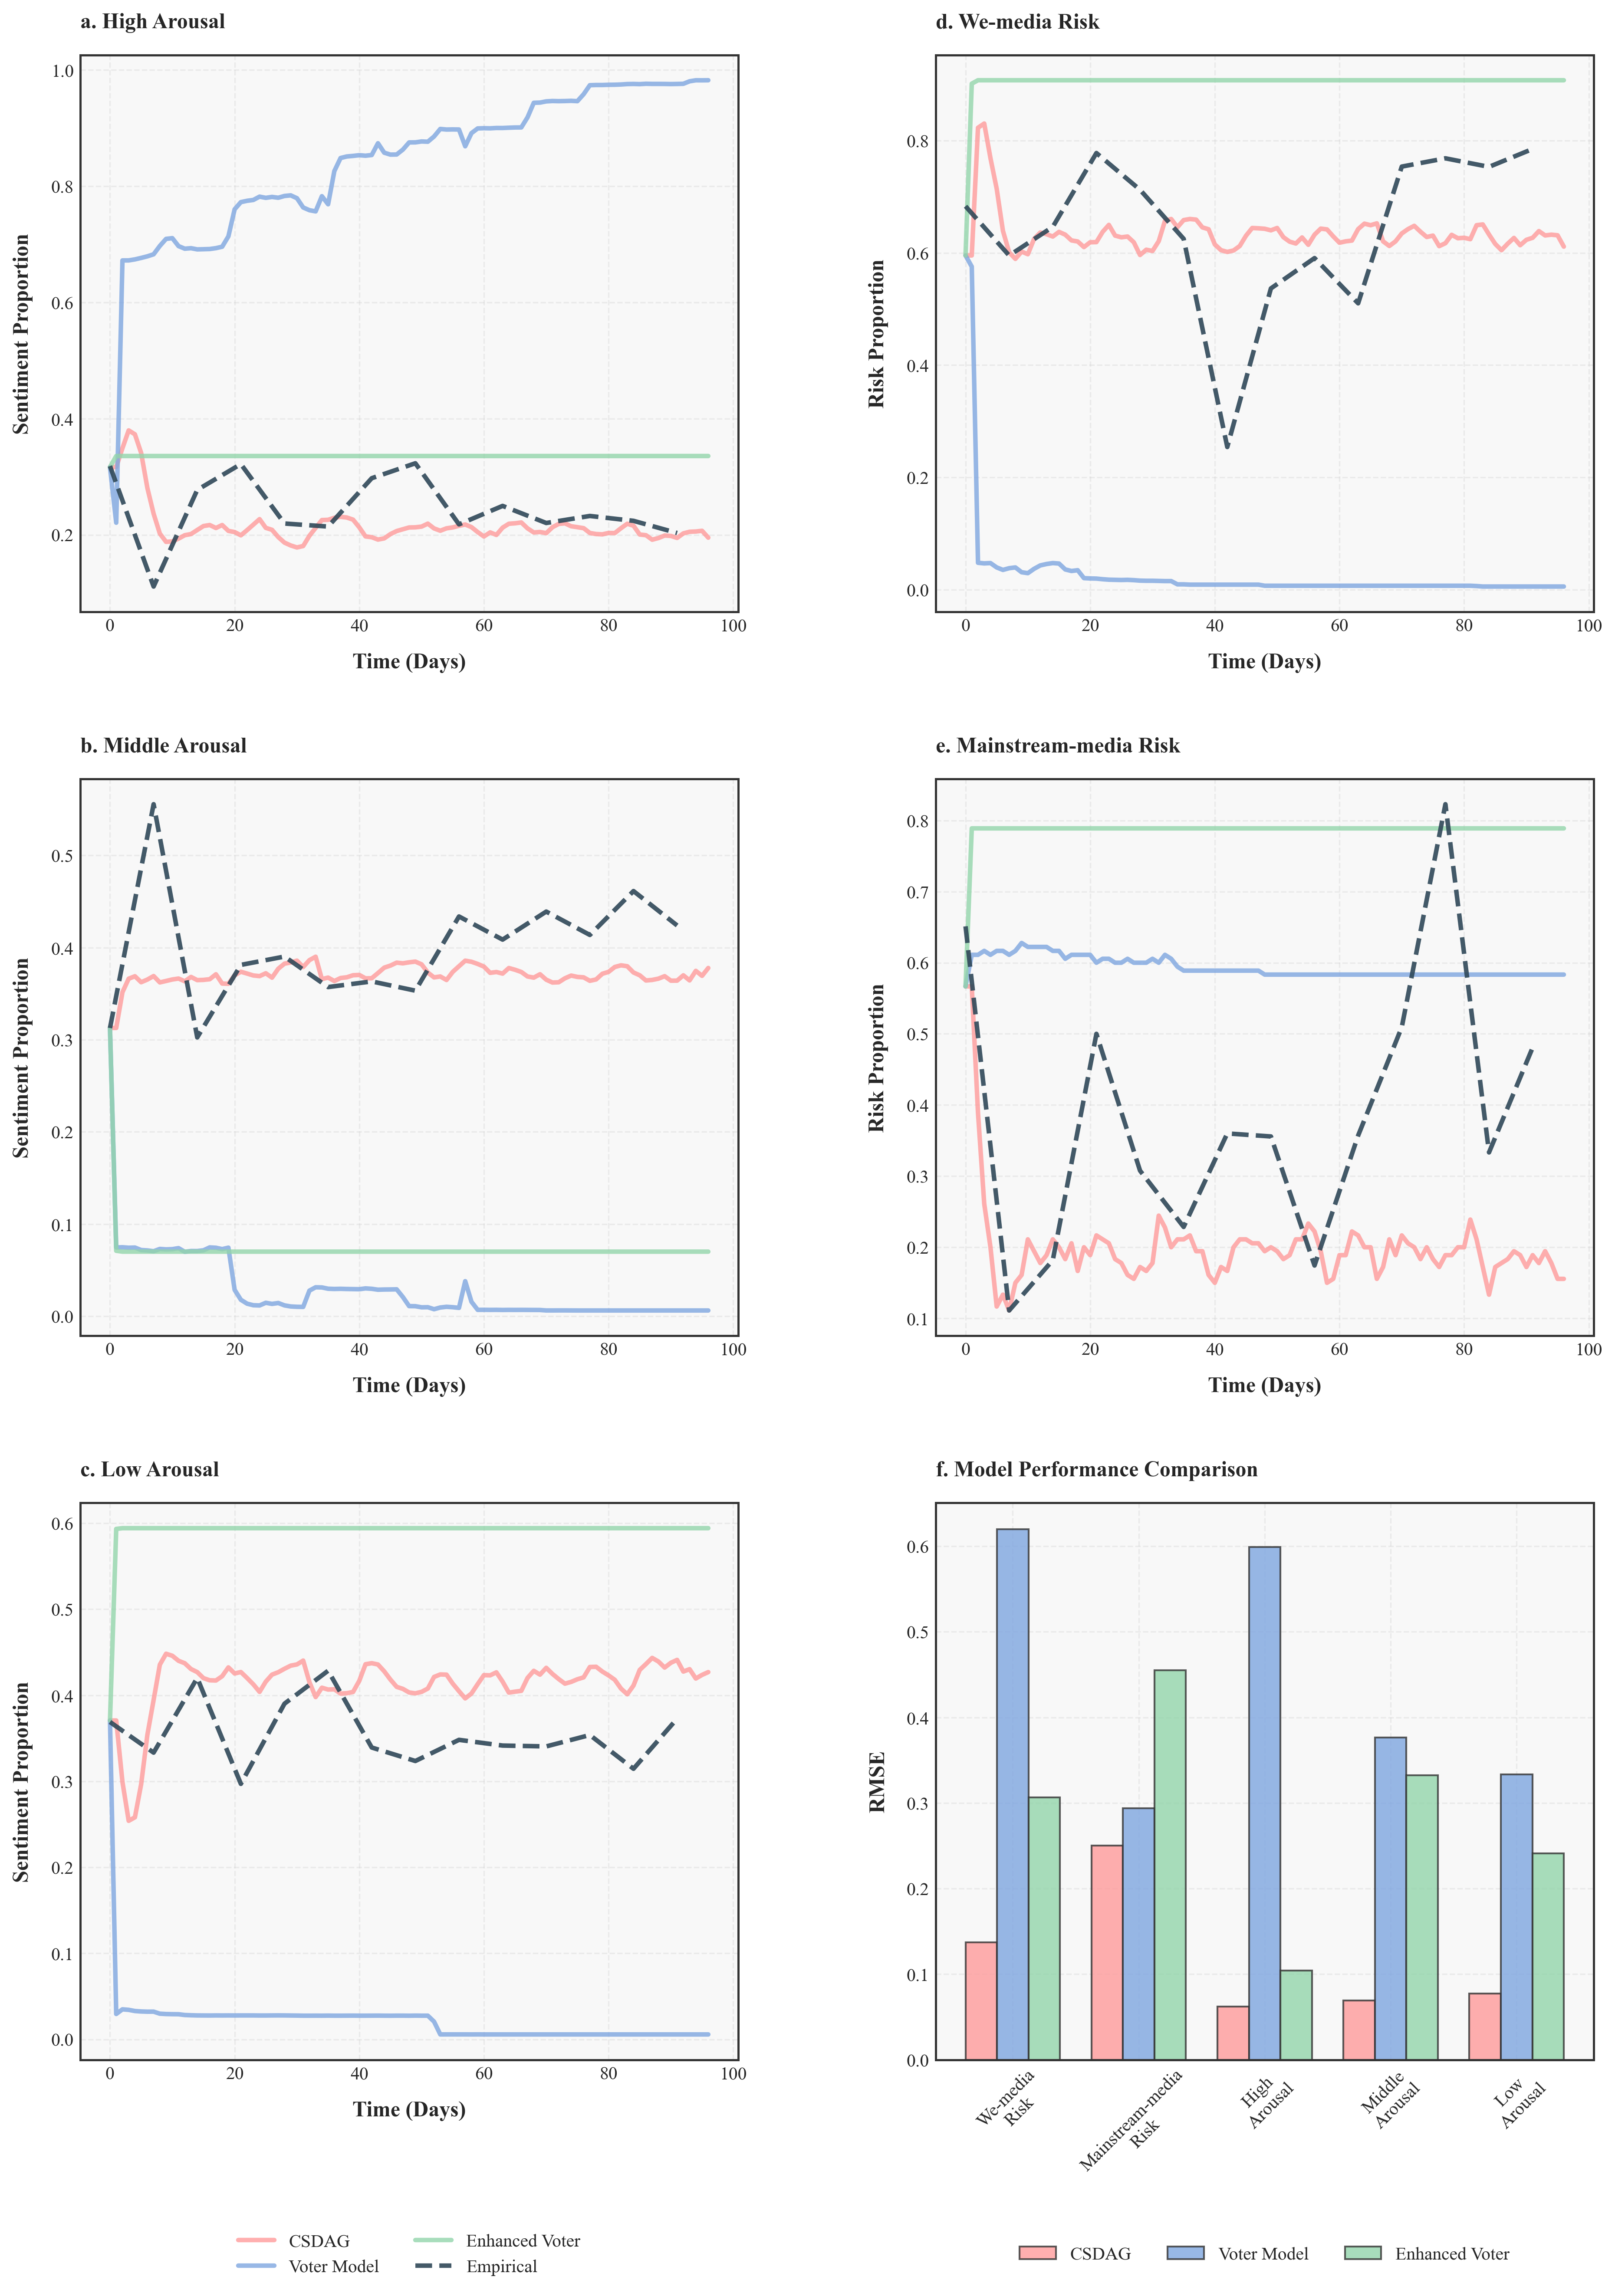 a. High Arousal
Sentiment Proportion
1.0
0.8
0.6
0.4
0.2
0 20 40 60 80 100
Time (Days)
d. We-media Risk
Risk Proportion
0.8
0.6
0.4
0.2
0.0
0 20 40 60 80 100
Time (Days)
b. Middle Arousal
Sentiment Proportion
0.5
0.4
0.3
0.2
0.1
0.0
0 20 40 60 80 100
Time (Days)
e. Mainstream-media Risk
Risk Proportion
0.8
0.7
0.6
0.5
0.4
0.3
0.2
0.1
0 20 40 60 80 100
Time (Days)
c. Low Arousal
Sentiment Proportion
0.6
0.5
0.4
0.3
0.2
0.1
0.0
0 20 40 60 80 100
Time (Days)
f. Model Performance Comparison
RMSE
0.6
0.5
0.4
0.3
0.2
0.1
0.0
We-media
Risk
Mainstream-media
Risk
High
Arousal
Middle
Arousal
Low
Arousal
CSDAG Enhanced Voter
Voter Model Empirical
CSDAG Voter Model Enhanced Voter